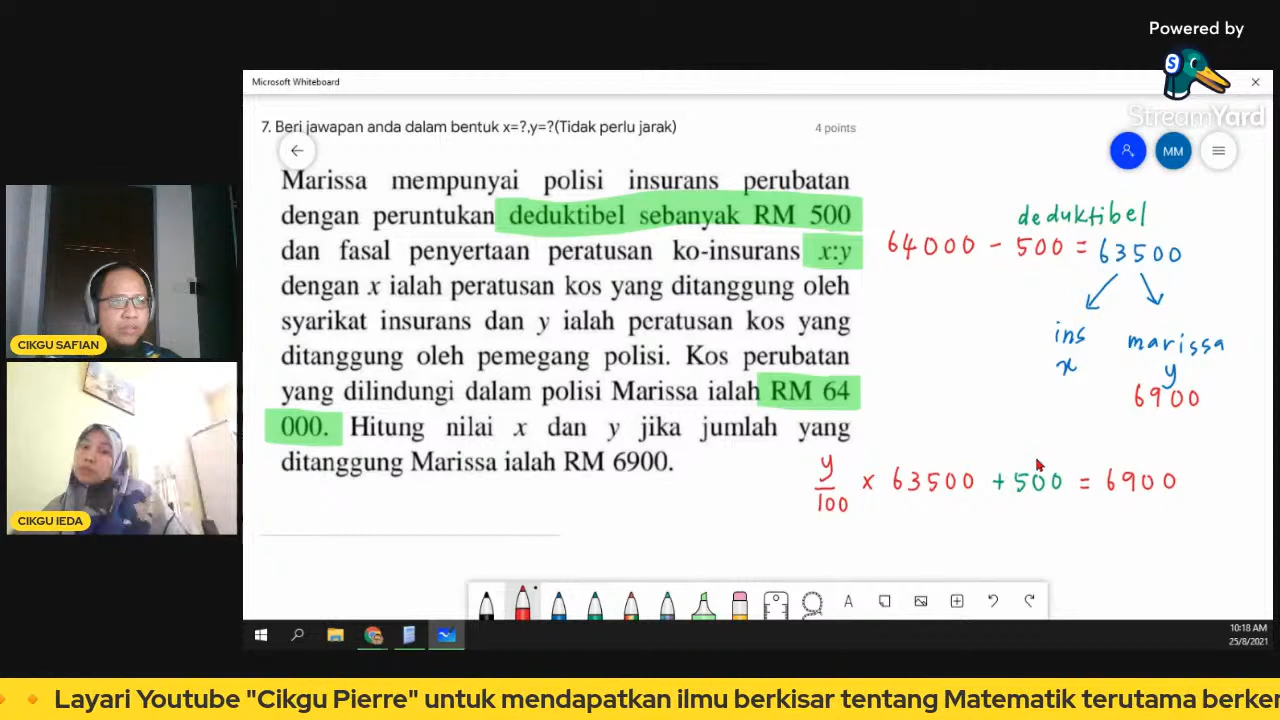 Powered by
S
StreamYard
Microsoft Whiteboard
7. Beri jawapan anda dalam bentuk x=?,y=?(Tidak perlu jarak)
4 points
MM
Marissa mempunyai polisi insurans perubatan
dengan peruntukan deduktibel sebanyak RM 500
dan fasal penyertaan peratusan ko-insurans x:y
dengan x ialah peratusan kos yang ditanggung oleh
syarikat insurans dan y ialah peratusan kos yang
ditanggung oleh pemegang polisi. Kos perubatan
yang dilindungi dalam polisi Marissa ialah RM 64
000. Hitung nilai x dan y jika jumlah yang
ditanggung Marissa ialah RM 6900.
deduktibel
64000 - 500 = 63500
ins marissa
x y
6900
y/100 x 63500 + 500 = 6900
CIKGU SAFIAN
CIKGU IEDA
A
10:18 AM
25/8/2021
Layari Youtube "Cikgu Pierre" untuk mendapatkan ilmu berkisar tentang Matematik terutama berke